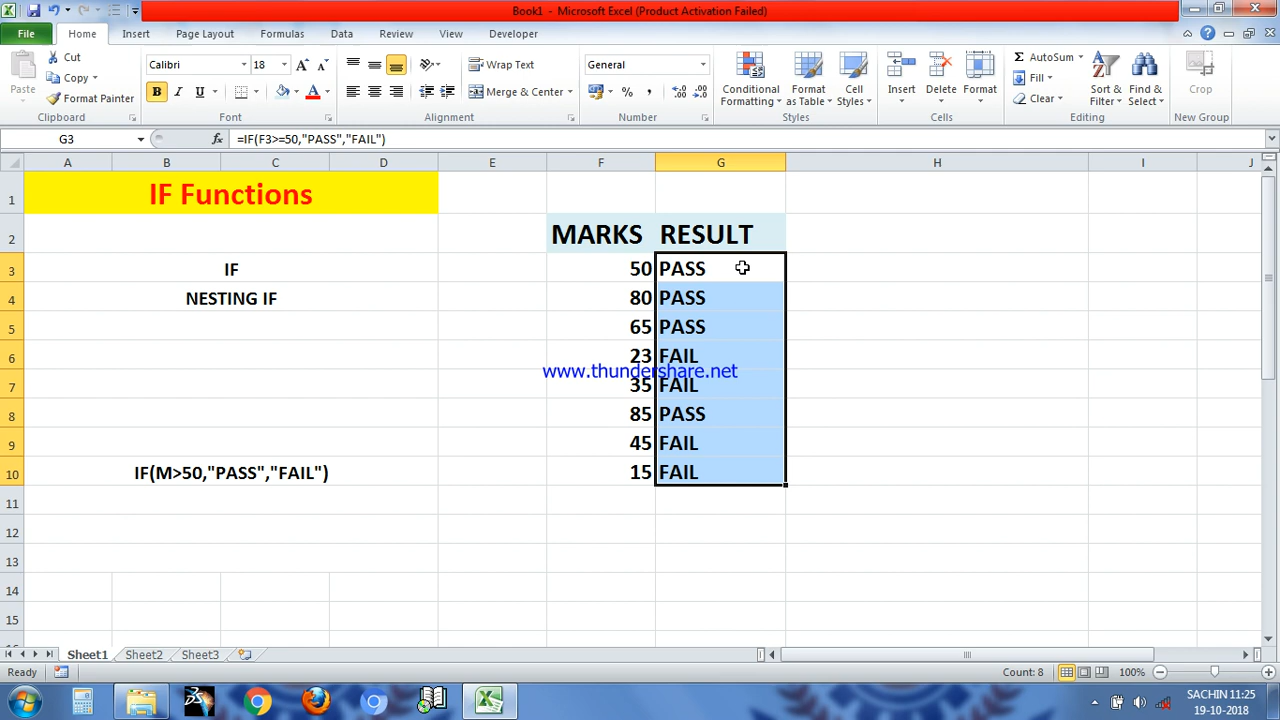 Book1 - Microsoft Excel (Product Activation Failed)
File Home Insert Page Layout Formulas Data Review View Developer
Paste
Cut
Copy
Format Painter
Clipboard
Calibri 18
B I U
Font
Wrap Text
Merge & Center
Alignment
General
%
Number
Conditional Formatting
Format as Table
Cell Styles
Styles
Insert Delete Format
Cells
Σ AutoSum
Fill
Clear
Sort & Filter
Find & Select
Editing
Crop
New Group
G3 fx =IF(F3>=50,"PASS","FAIL")
A B C D E F G H I J
1 IF Functions
2 MARKS RESULT
3 IF 50 PASS
4 NESTING IF 80 PASS
5 65 PASS
6 23 FAIL
www.thundershare.net
7 35 FAIL
8 85 PASS
9 45 FAIL
10 IF(M>50,"PASS","FAIL") 15 FAIL
11
12
13
14
15
Sheet1 Sheet2 Sheet3
Ready Count: 8 100%
SACHIN 11:25
19-10-2018